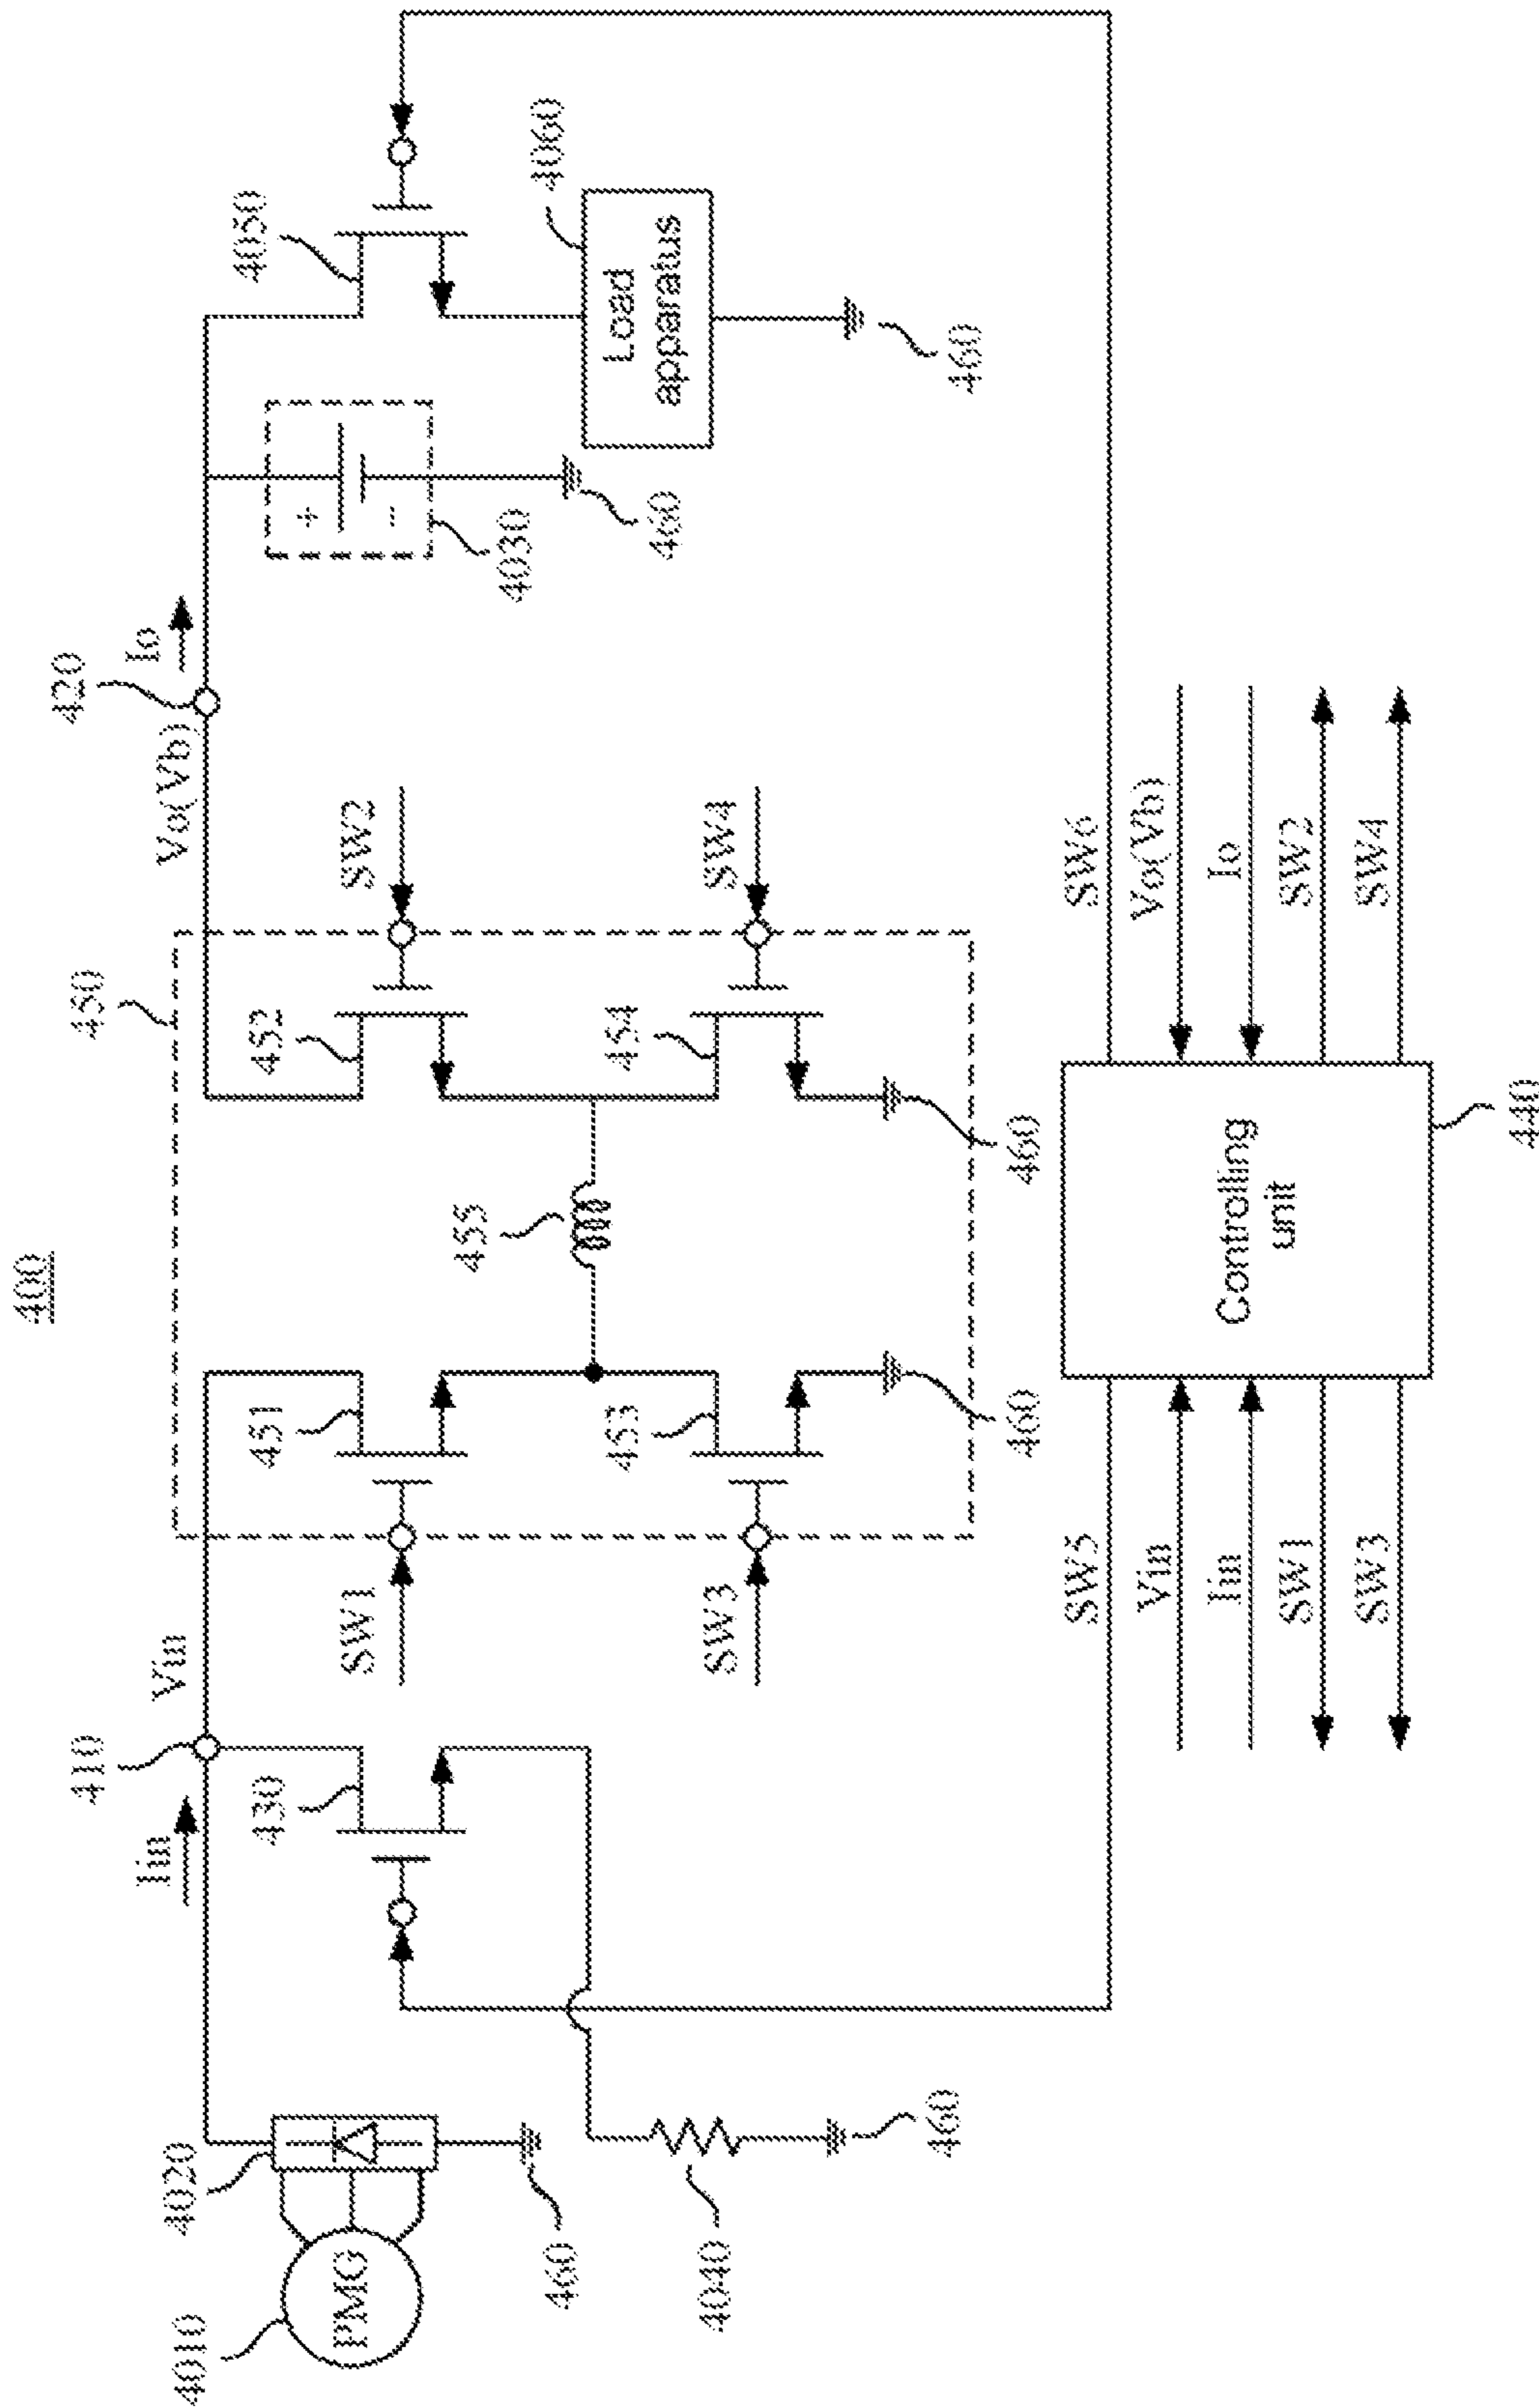 400
410
Iin
Vin
450
Vo(Vb)
420
Io
4010
PMG
4020
430
451
452
SW1
SW2
4030
+
-
4050
455
453
454
SW3
SW4
460
4040
460
460
460
460
4060
Load
apparatus
460
SW5
SW6
Vin
Vo(Vb)
Iin
Io
Controlling
unit
SW1
SW2
SW3
SW4
440